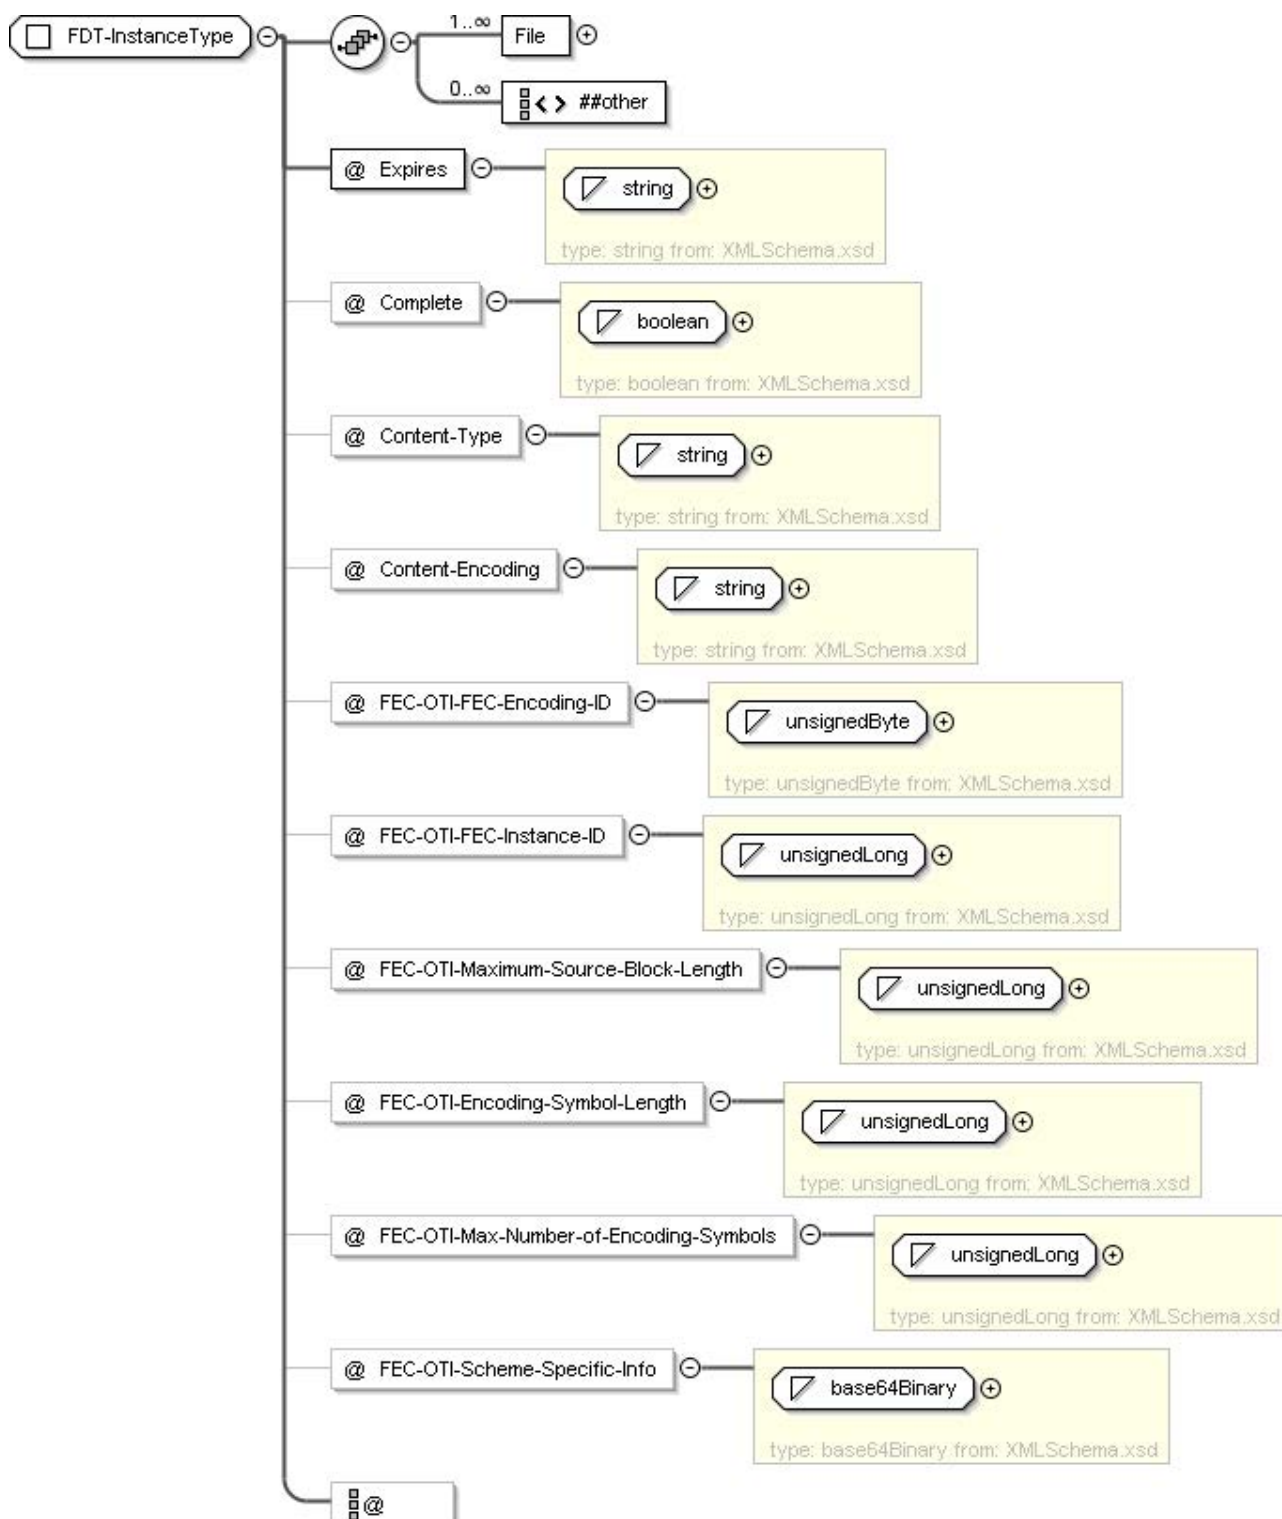 FDT-InstanceType
1..∞
File
0..∞
##other
@ Expires
string
type: string from: XMLSchema.xsd
@ Complete
boolean
type: boolean from: XMLSchema.xsd
@ Content-Type
string
type: string from: XMLSchema.xsd
@ Content-Encoding
string
type: string from: XMLSchema.xsd
@ FEC-OTI-FEC-Encoding-ID
unsignedByte
type: unsignedByte from: XMLSchema.xsd
@ FEC-OTI-FEC-Instance-ID
unsignedLong
type: unsignedLong from: XMLSchema.xsd
@ FEC-OTI-Maximum-Source-Block-Length
unsignedLong
type: unsignedLong from: XMLSchema.xsd
@ FEC-OTI-Encoding-Symbol-Length
unsignedLong
type: unsignedLong from: XMLSchema.xsd
@ FEC-OTI-Max-Number-of-Encoding-Symbols
unsignedLong
type: unsignedLong from: XMLSchema.xsd
@ FEC-OTI-Scheme-Specific-Info
base64Binary
type: base64Binary from: XMLSchema.xsd
@